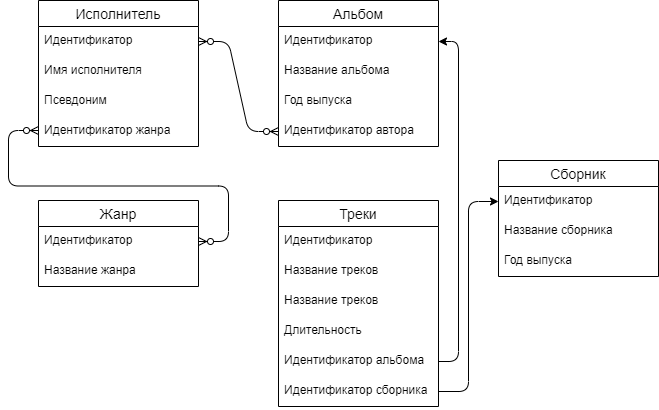 Исполнитель
Идентификатор
Имя исполнителя
Псевдоним
Идентификатор жанра
Альбом
Идентификатор
Название альбома
Год выпуска
Идентификатор автора
Жанр
Идентификатор
Название жанра
Треки
Идентификатор
Название треков
Название треков
Длительность
Идентификатор альбома
Идентификатор сборника
Сборник
Идентификатор
Название сборника
Год выпуска